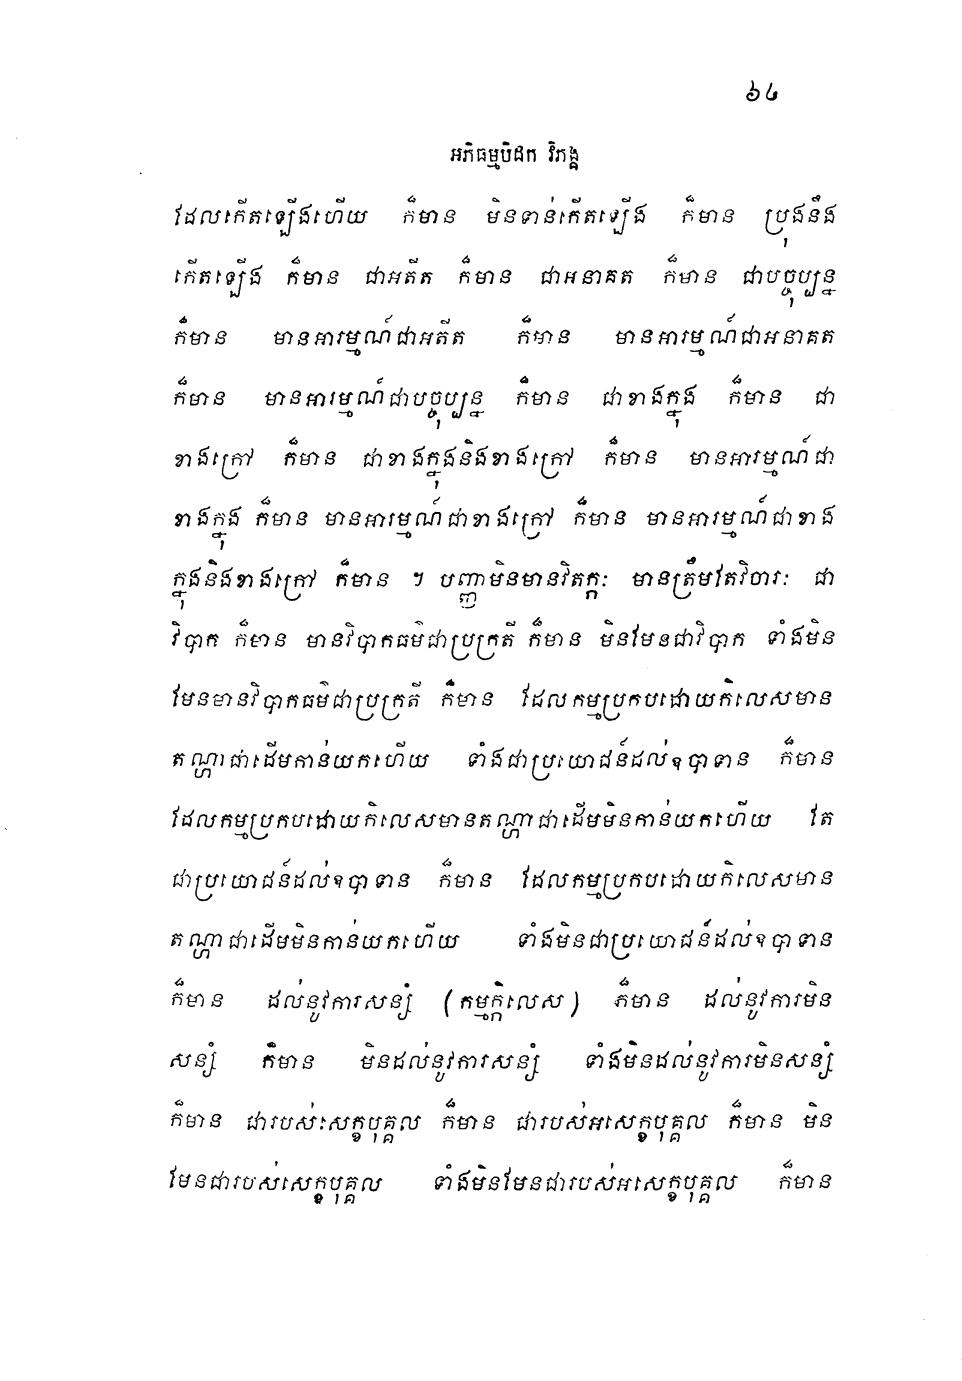 ៦៤
អភិធម្មបិដក វិភង្គ
ដែលកើតឡើងហើយ ក៏មាន មិនទាន់កើតឡើង ក៏មាន ប្រុងនឹង
កើតឡើង ក៏មាន ជាអតីត ក៏មាន ជាអនាគត ក៏មាន ជាបច្ចុប្បន្ន
ក៏មាន មានអារម្មណ៍ជាអតីត ក៏មាន មានអារម្មណ៍ជាអនាគត
ក៏មាន មានអារម្មណ៍ជាបច្ចុប្បន្ន ក៏មាន ជាខាងក្នុង ក៏មាន ជា
ខាងក្រៅ ក៏មាន ជាខាងក្នុងនិងខាងក្រៅ ក៏មាន មានអារម្មណ៍ជា
ខាងក្នុង ក៏មាន មានអារម្មណ៍ជាខាងក្រៅ ក៏មាន មានអារម្មណ៍ជាខាង
ក្នុងនិងខាងក្រៅ ក៏មាន ។ បញ្ញាមិនមានវិតក្កៈ មានត្រឹមតែវិចារៈ ជា
វិបាក ក៏មាន មានវិបាកធម៌ជាប្រក្រតី ក៏មាន មិនមែនជាវិបាក ទាំងមិន
មែនមានវិបាកធម៌ជាប្រក្រតី ក៏មាន ដែលកម្មប្រកបដោយកិលេសមាន
តណ្ហាជាដើមកាន់យកហើយ ទាំងជាប្រយោជន៍ដល់ឧបាទាន ក៏មាន
ដែលកម្មប្រកបដោយកិលេសមានតណ្ហាជាដើមមិនកាន់យកហើយ តែ
ជាប្រយោជន៍ដល់ឧបាទាន ក៏មាន ដែលកម្មប្រកបដោយកិលេសមាន
តណ្ហាជាដើមមិនកាន់យកហើយ ទាំងមិនជាប្រយោជន៍ដល់ឧបាទាន
ក៏មាន ដល់នូវការសន្សំ (កម្មក្កិលេស) ក៏មាន ដល់នូវការមិន
សន្សំ ក៏មាន មិនដល់នូវការសន្សំ ទាំងមិនដល់នូវការមិនសន្សំ
ក៏មាន ជារបស់សេក្ខបុគ្គល ក៏មាន ជារបស់អសេក្ខបុគ្គល ក៏មាន មិន
មែនជារបស់សេក្ខបុគ្គល ទាំងមិនមែនជារបស់អសេក្ខបុគ្គល ក៏មាន